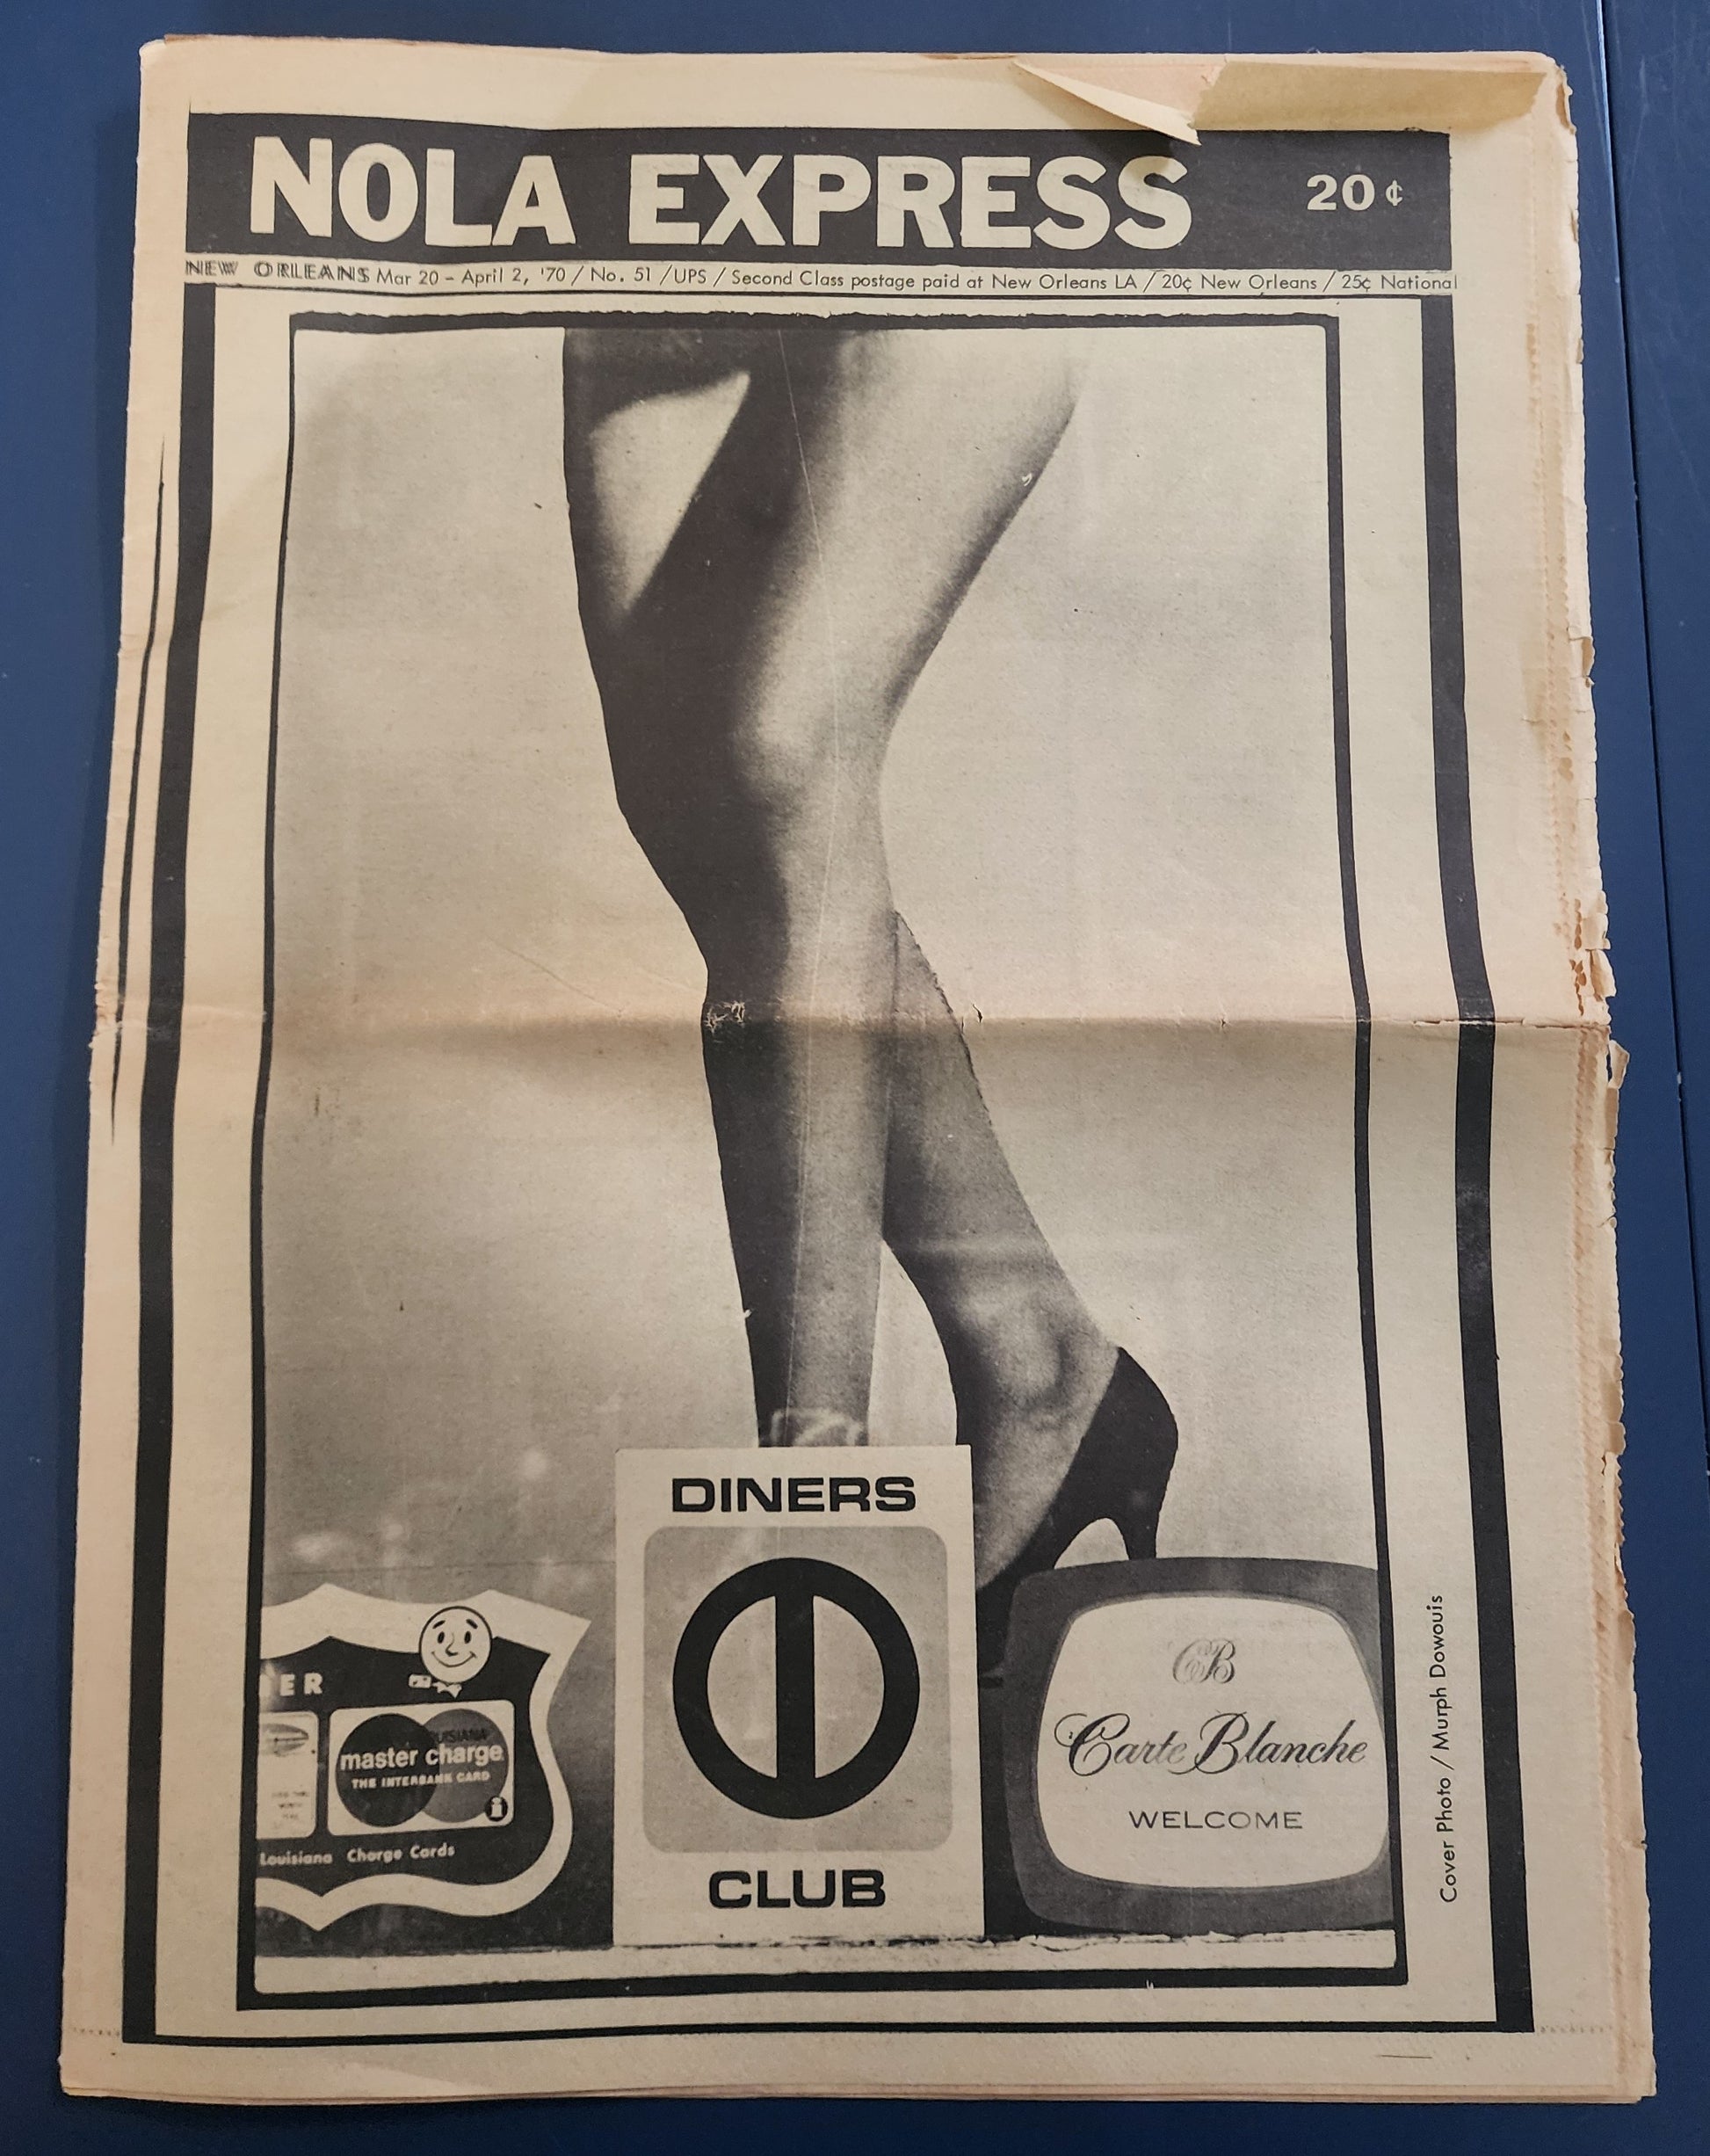 NOLA EXPRESS 20¢
NEW ORLEANS Mar 20 - April 2, '70 / No. 51 /UPS / Second Class postage paid at New Orleans LA / 20¢ New Orleans / 25¢ National
DINERS
CLUB
ER
LOUISIANA
master charge
THE INTERBANK CARD
i
Louisiana Charge Cards
CB
Carte Blanche
WELCOME
Cover Photo / Murph Dowouis